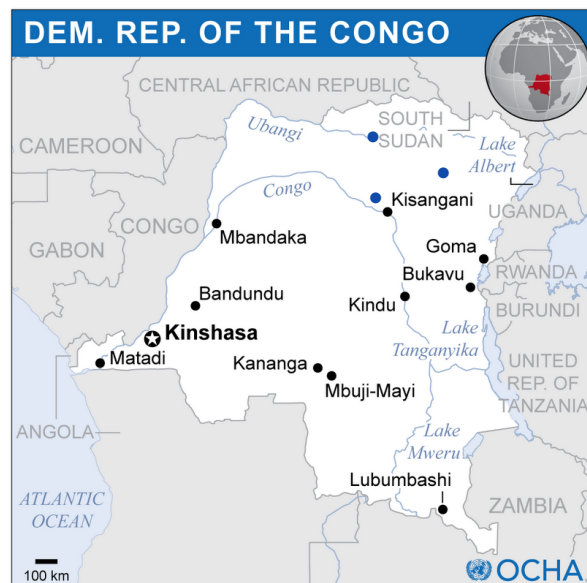 DEM. REP. OF THE CONGO
CENTRAL AFRICAN REPUBLIC
SOUTH
SUDAN
CAMEROON
Ubangi
Lake
Albert
Congo
Kisangani
UGANDA
CONGO
Mbandaka
GABON
Goma
RWANDA
Bukavu
BURUNDI
Bandundu
Kindu
Kinshasa
Lake
Tanganyika
Matadi
Kananga
Mbuji-Mayi
UNITED
REP. OF
TANZANIA
ANGOLA
Lake
Mweru
Lubumbashi
ATLANTIC
OCEAN
ZAMBIA
100 km
OCHA